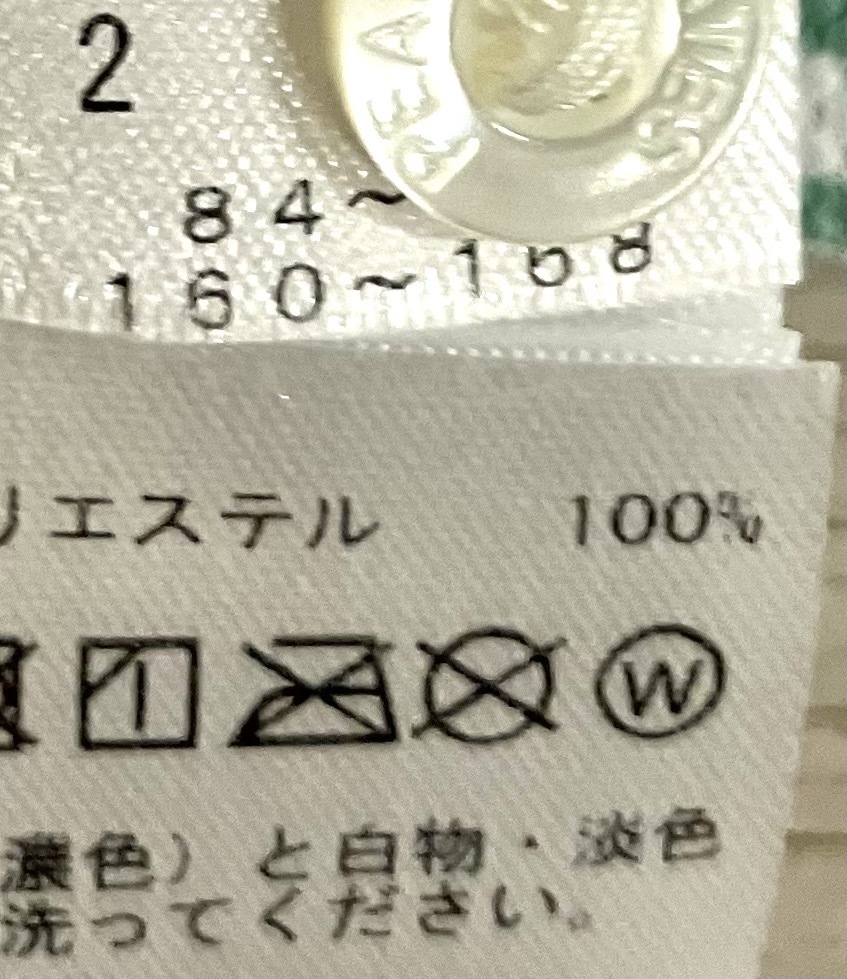 2
84~
160~168
リエステル 100%
W
濃色）と白物・淡色
洗ってください。